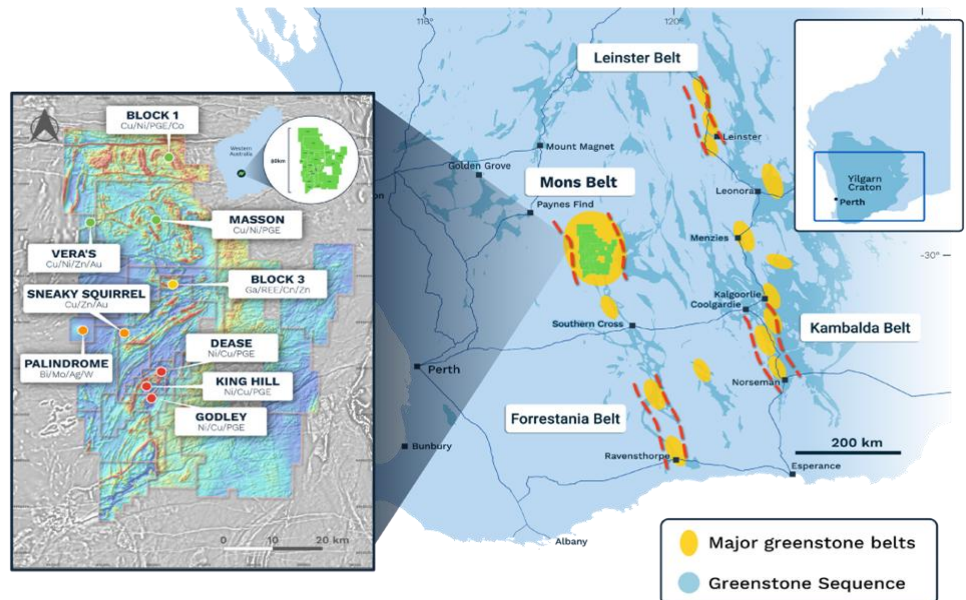 BLOCK 1
Cu/Ni/PGE/Co
Western
Australia
80km
MASSON
Cu/Ni/PGE
VERA'S
Cu/Ni/Zn/Au
BLOCK 3
Ga/REE/Cn/Zn
SNEAKY SQUIRREL
Cu/Zn/Au
DEASE
Ni/Cu/PGE
PALINDROME
Bi/Mo/Ag/W
KING HILL
Ni/Cu/PGE
GODLEY
Ni/Cu/PGE
0 10 20 km
116°
120°
Leinster Belt
Leinster
Mount Magnet
Golden Grove
Mons Belt
Paynes Find
Leonora
Menzies
-30°
Kalgoorlie
Coolgardie
Southern Cross
Kambalda Belt
Perth
Norseman
Forrestania Belt
Bunbury
Ravensthorpe
200 km
Esperance
Albany
Yilgarn
Craton
Perth
Major greenstone belts
Greenstone Sequence